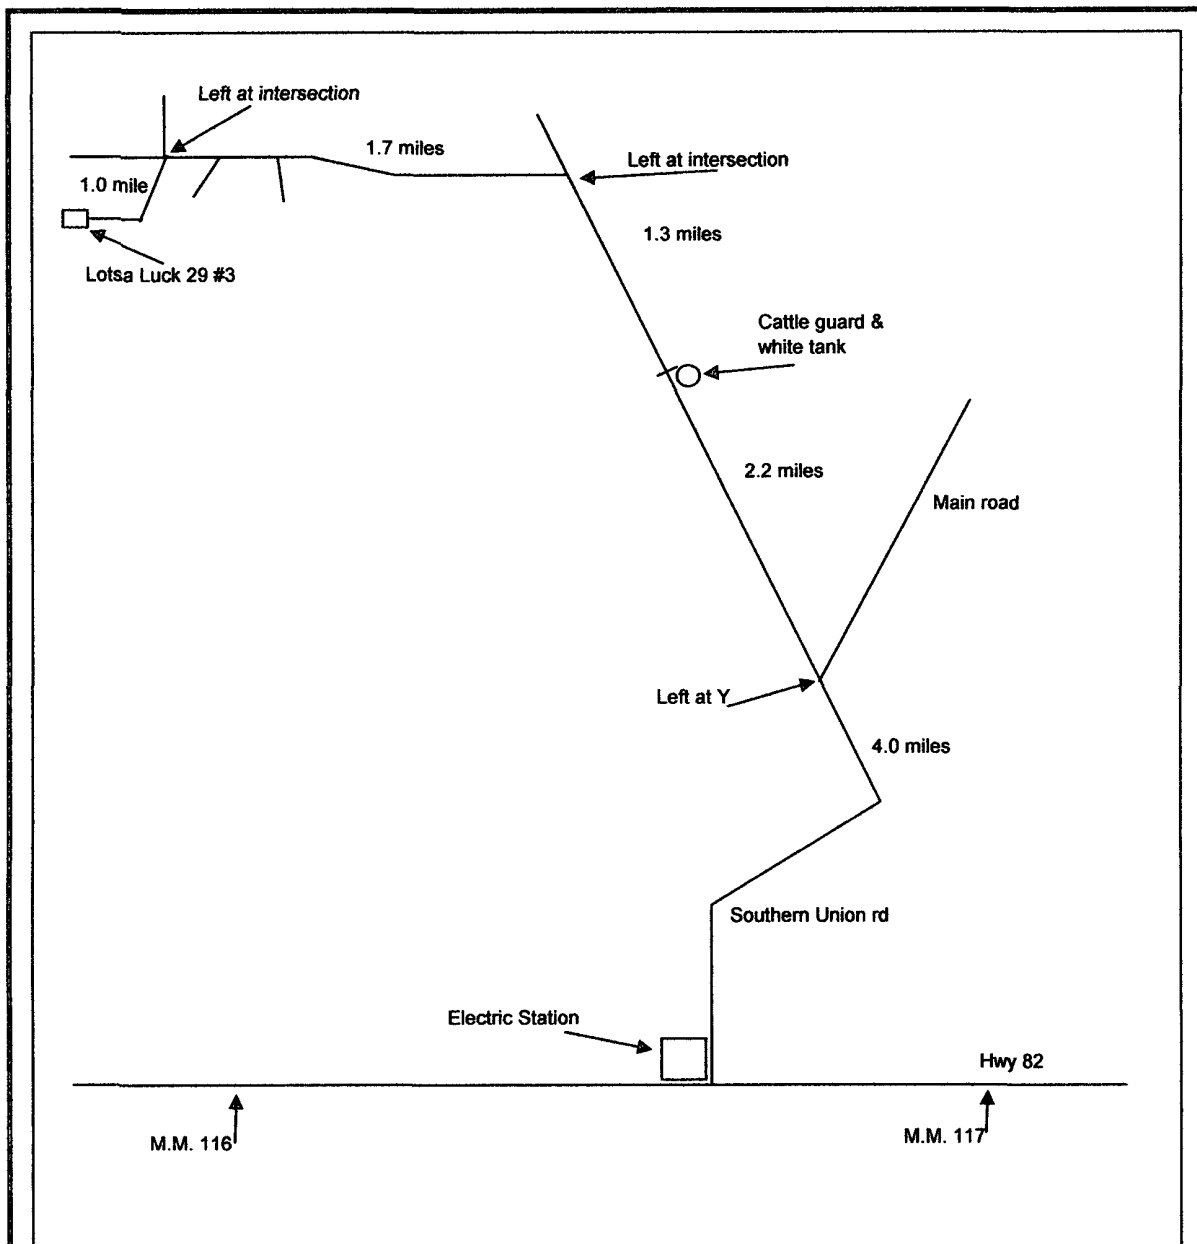 Left at intersection
1.7 miles
Left at intersection
1.0 mile
1.3 miles
Lotsa Luck 29 #3
Cattle guard &
white tank
2.2 miles
Main road
Left at Y
4.0 miles
Southern Union rd
Electric Station
Hwy 82
M.M. 116
M.M. 117